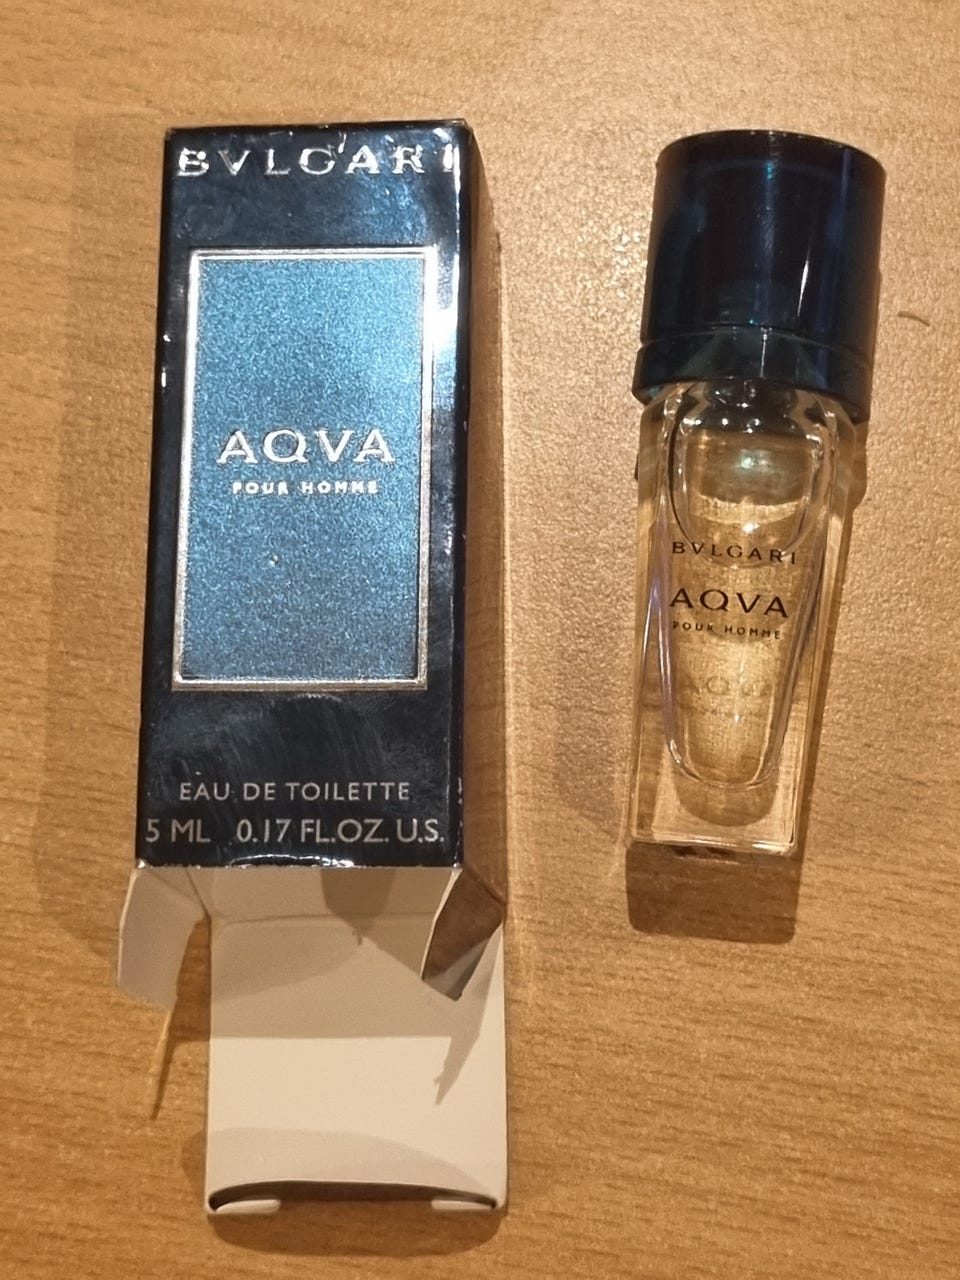 BVLGARI
AQVA
POUR HOMME
EAU DE TOILETTE
5 ML 0.17 FL.OZ. U.S.
BVLGARI
AQVA
POUR HOMME